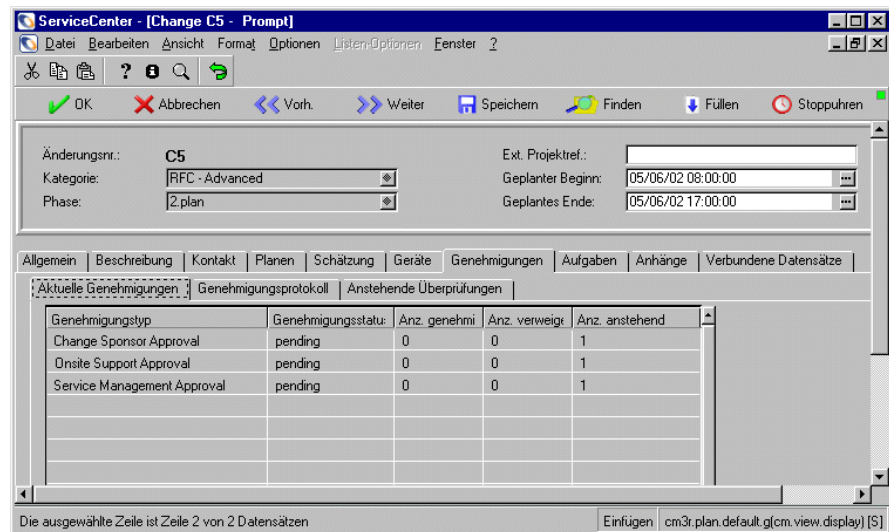 ServiceCenter - [Change C5 - Prompt]
Datei Bearbeiten Ansicht Format Optionen Listen-Optionen Fenster ?
OK Abbrechen Vorh. Weiter Speichern Finden Füllen Stoppuhren
Änderungsnr.: C5 Ext. Projektref.:
Kategorie: RFC - Advanced Geplanter Beginn: 05/06/02 08:00:00
Phase: 2.plan Geplantes Ende: 05/06/02 17:00:00
Allgemein Beschreibung Kontakt Planen Schätzung Geräte Genehmigungen Aufgaben Anhänge Verbundene Datensätze
Aktuelle Genehmigungen Genehmigungsprotokoll Anstehende Überprüfungen
Genehmigungstyp Genehmigungsstatu: Anz. genehmi Anz. verweige Anz. anstehend
Change Sponsor Approval pending 0 0 1
Onsite Support Approval pending 0 0 1
Service Management Approval pending 0 0 1
Die ausgewählte Zeile ist Zeile 2 von 2 Datensätzen Einfügen cm3r.plan.default.g(cm.view.display) [S]